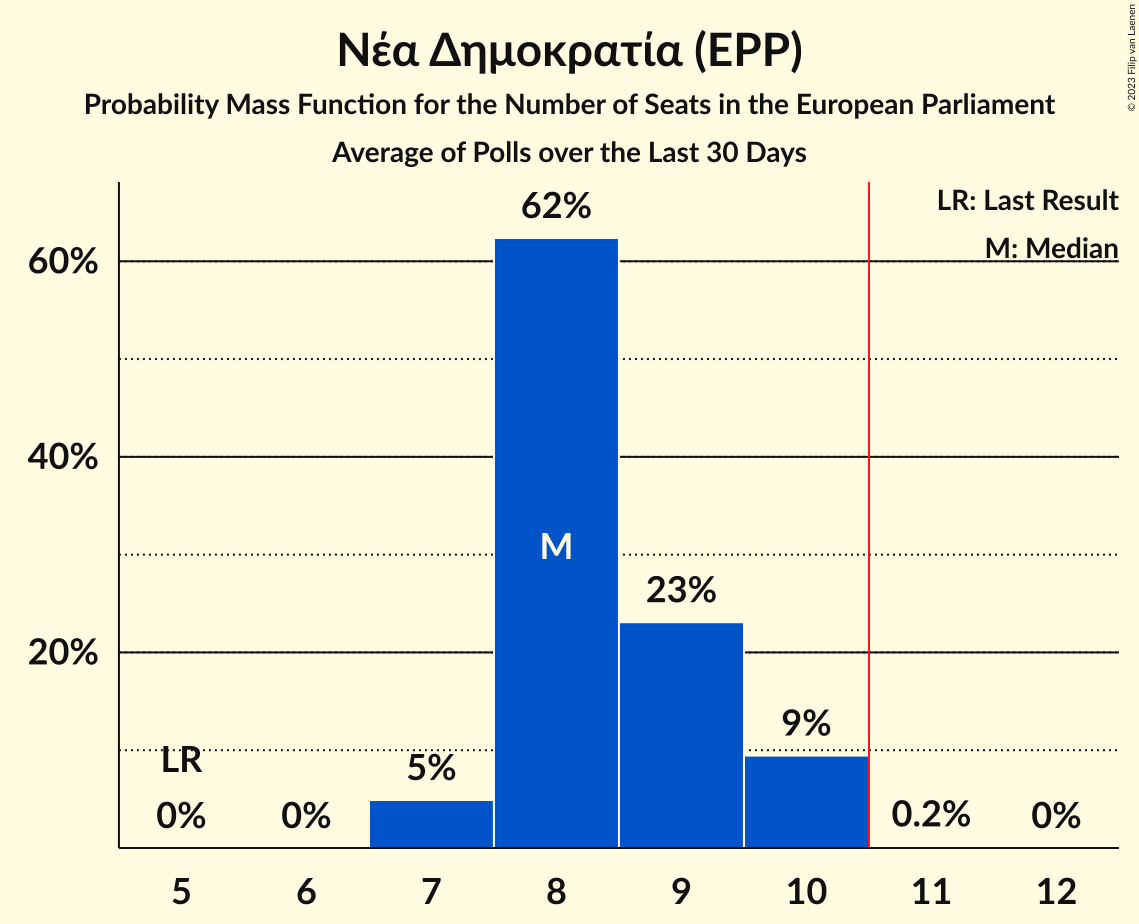 Νέα Δημοκρατία (EPP)
Probability Mass Function for the Number of Seats in the European Parliament
Average of Polls over the Last 30 Days
© 2023 Filip van Laenen
LR: Last Result
M: Median
62%
60%
40%
M
23%
20%
9%
LR
5%
0%
0%
0.2%
0%
5
6
7
8
9
10
11
12